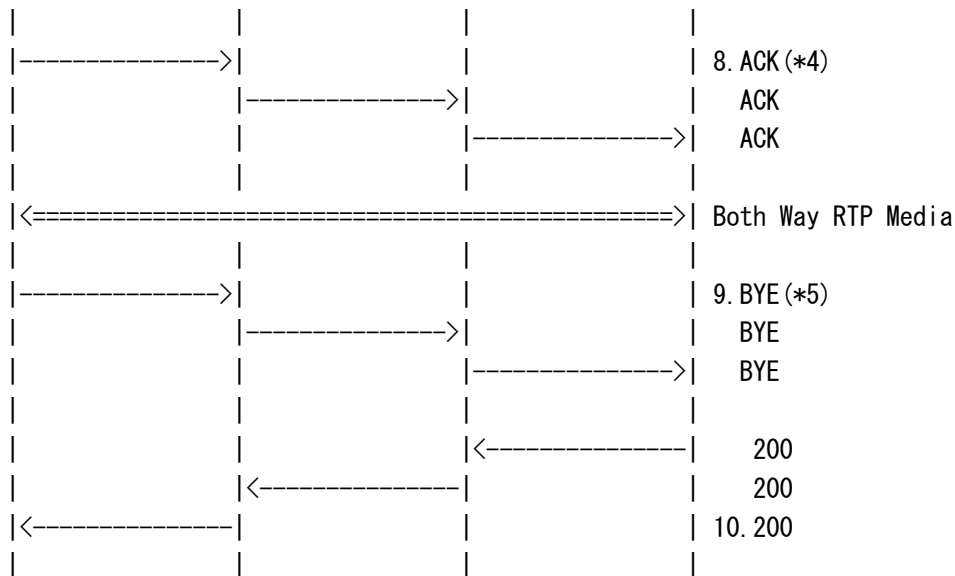 8.ACK(*4)
ACK
ACK
Both Way RTP Media
9.BYE(*5)
BYE
BYE
200
200
10.200